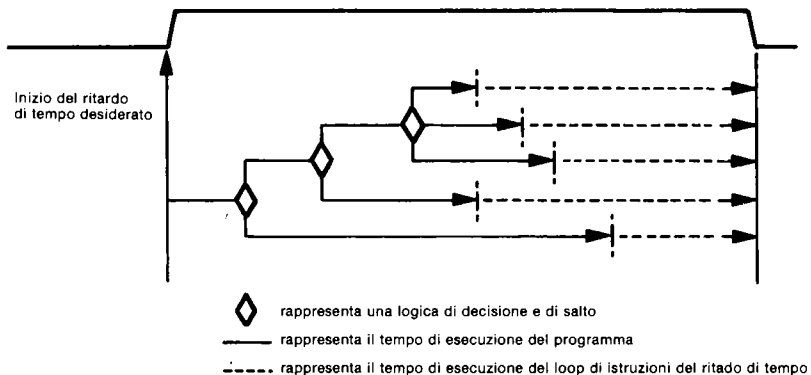 Inizio del ritardo
di tempo desiderato
rappresenta una logica di decisione e di salto
rappresenta il tempo di esecuzione del programma
rappresenta il tempo di esecuzione del loop di istruzioni del ritado di tempo